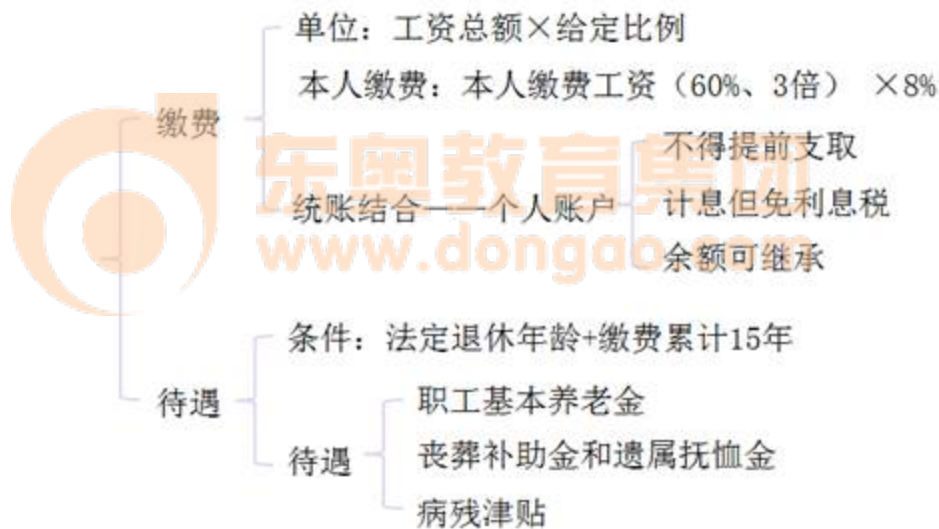 单位：工资总额×给定比例
本人缴费：本人缴费工资（60%、3倍） ×8%
缴费
不得提前支取
东奥教育集团
统账结合——个人账户
计息但免利息税
www.dongao.com
余额可继承
条件：法定退休年龄+缴费累计15年
待遇
职工基本养老金
待遇
丧葬补助金和遗属抚恤金
病残津贴